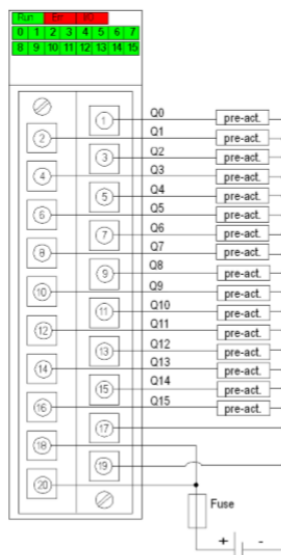 Run Err I/O
0 1 2 3 4 5 6 7
8 9 10 11 12 13 14 15
1 Q0 pre-act.
2 Q1 pre-act.
3 Q2 pre-act.
4 Q3 pre-act.
5 Q4 pre-act.
6 Q5 pre-act.
7 Q6 pre-act.
8 Q7 pre-act.
9 Q8 pre-act.
10 Q9 pre-act.
11 Q10 pre-act.
12 Q11 pre-act.
13 Q12 pre-act.
14 Q13 pre-act.
15 Q14 pre-act.
16 Q15 pre-act.
17
18
19
20
Fuse
+ -